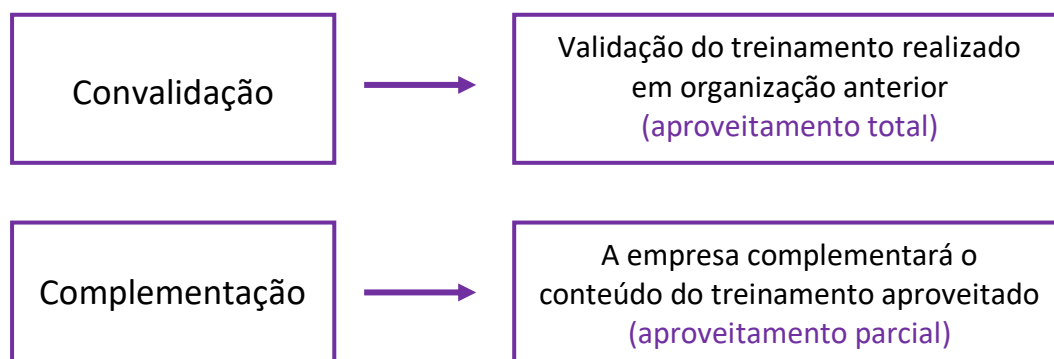 Convalidação
Validação do treinamento realizado
em organização anterior
(aproveitamento total)
Complementação
A empresa complementará o
conteúdo do treinamento aproveitado
(aproveitamento parcial)